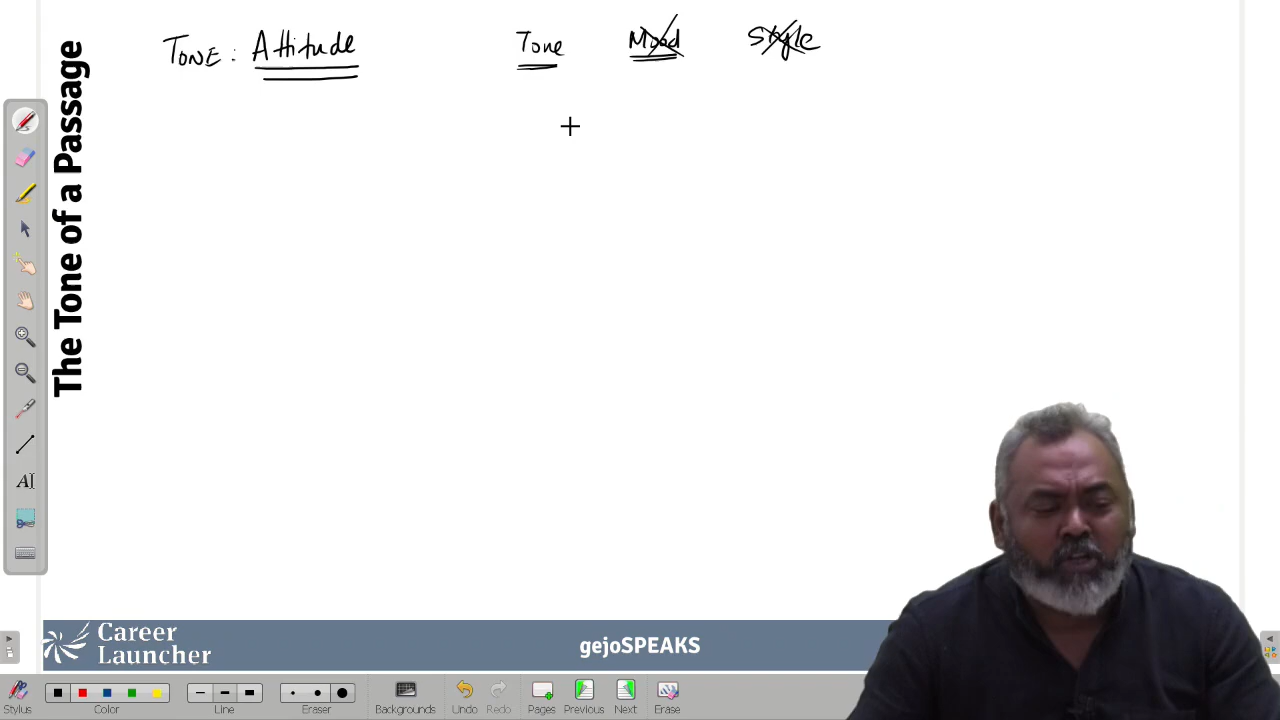 The Tone of a Passage
TONE: Attitude
Tone Mood Style
AI
Career
Launcher
gejoSPEAKS
Stylus Color Line Eraser Backgrounds Undo Redo Pages Previous Next Erase